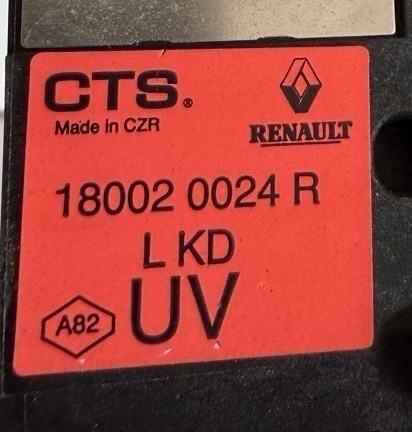 CTS®
Made in CZR
RENAULT
18002 0024 R
L KD
UV
A82